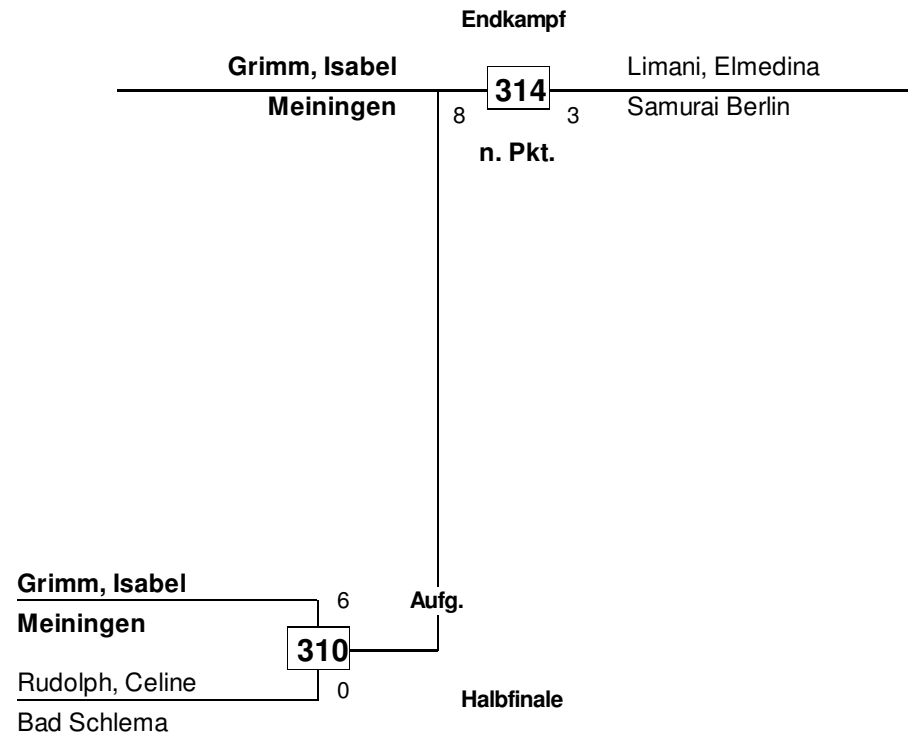 Endkampf
Grimm, Isabel
Meiningen
8
314
3
n. Pkt.
Limani, Elmedina
Samurai Berlin
Grimm, Isabel
Meiningen
6
Aufg.
310
Rudolph, Celine
Bad Schlema
0
Halbfinale